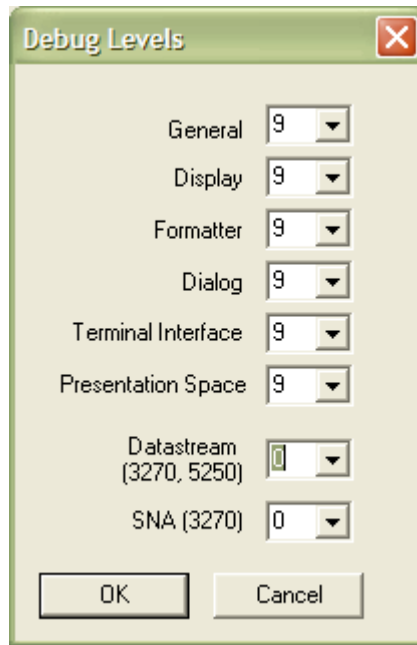 Debug Levels
General 9
Display 9
Formatter 9
Dialog 9
Terminal Interface 9
Presentation Space 9
Datastream
(3270, 5250) 0
SNA (3270) 0
OK Cancel